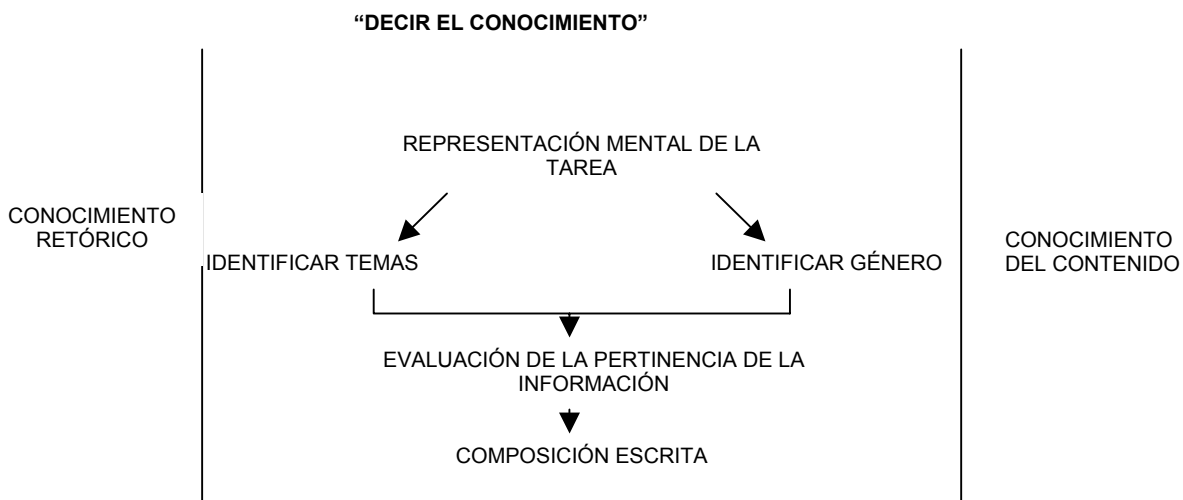 “DECIR EL CONOCIMIENTO”
REPRESENTACIÓN MENTAL DE LA
TAREA
CONOCIMIENTO
RETÓRICO
IDENTIFICAR TEMAS
IDENTIFICAR GÉNERO
CONOCIMIENTO
DEL CONTENIDO
EVALUACIÓN DE LA PERTINENCIA DE LA
INFORMACIÓN
COMPOSICIÓN ESCRITA